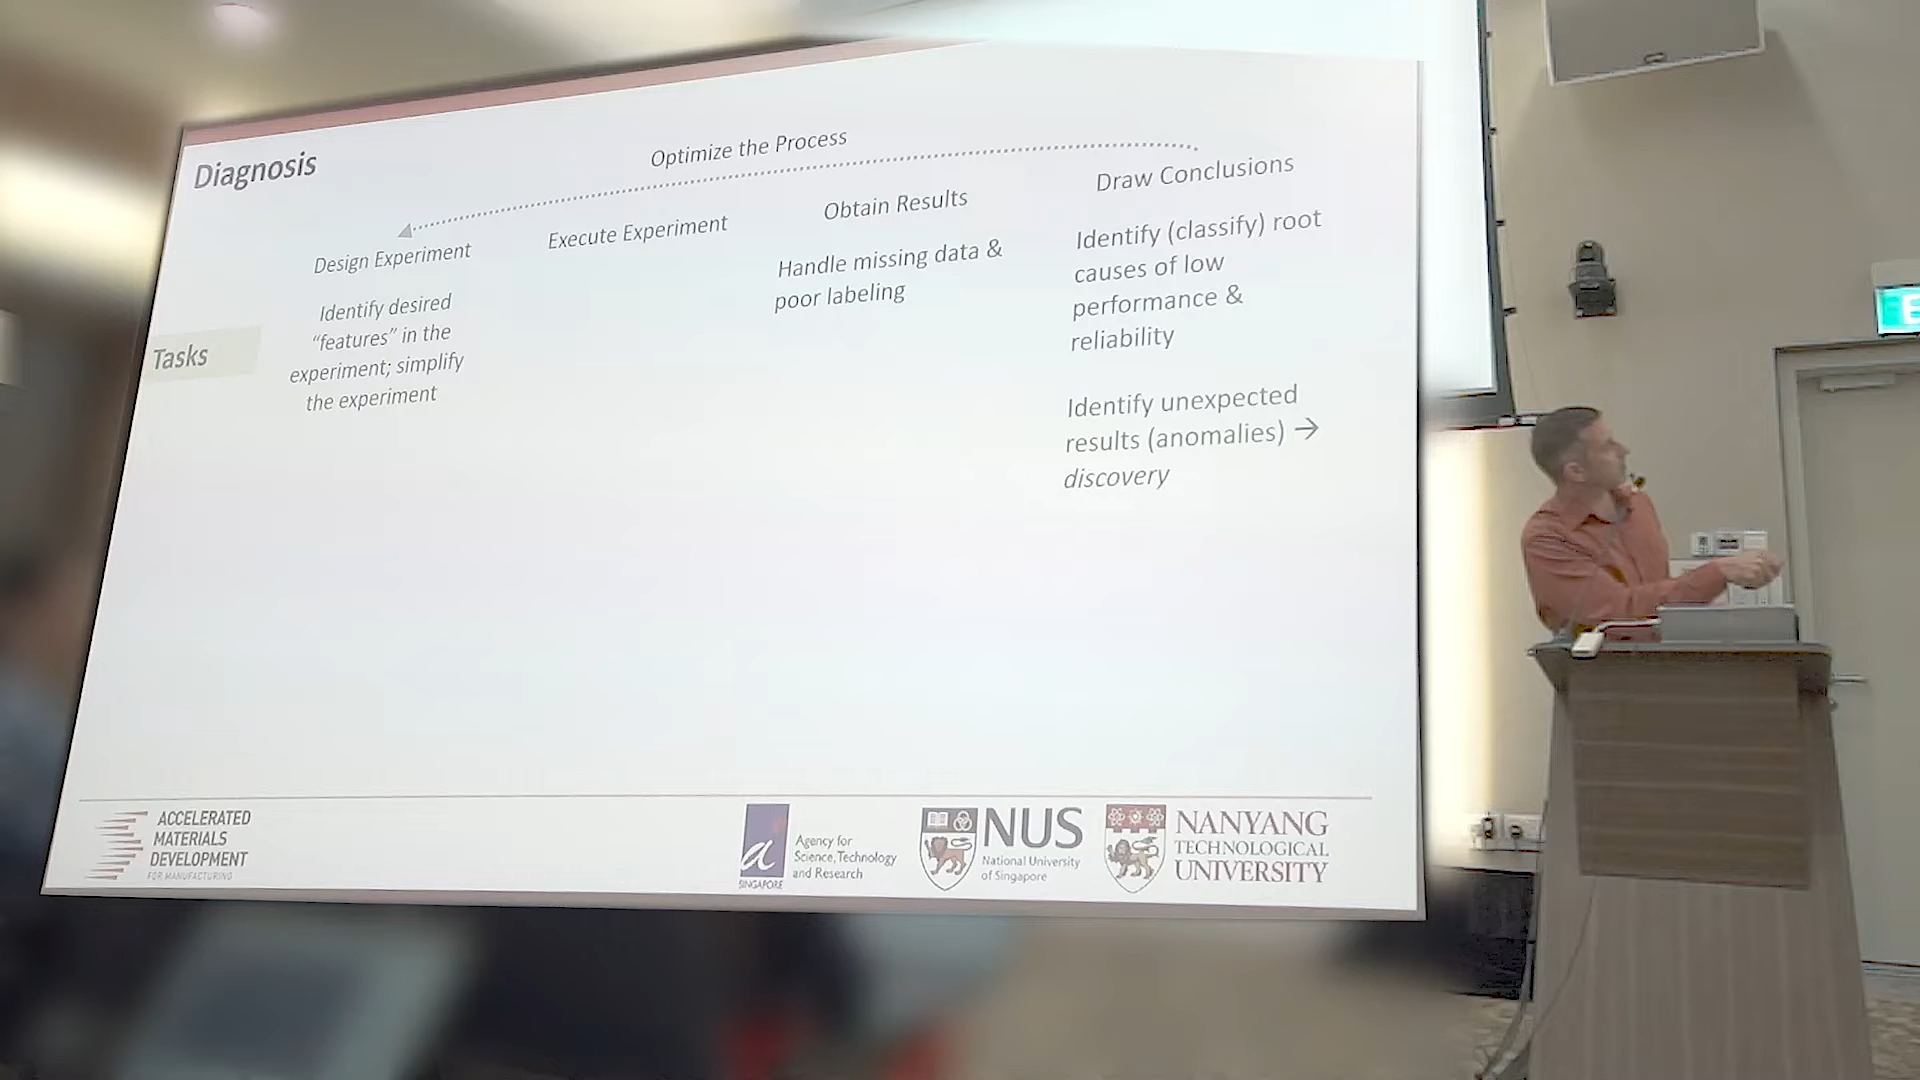 Diagnosis
Optimize the Process
Design Experiment
Identify desired
“features” in the
experiment; simplify
the experiment
Execute Experiment
Obtain Results
Handle missing data &
poor labeling
Draw Conclusions
Identify (classify) root
causes of low
performance &
reliability
Identify unexpected
results (anomalies) →
discovery
Tasks
ACCELERATED
MATERIALS
DEVELOPMENT
FOR MANUFACTURING
SINGAPORE
Agency for
Science, Technology
and Research
NUS
National University
of Singapore
NANYANG
TECHNOLOGICAL
UNIVERSITY